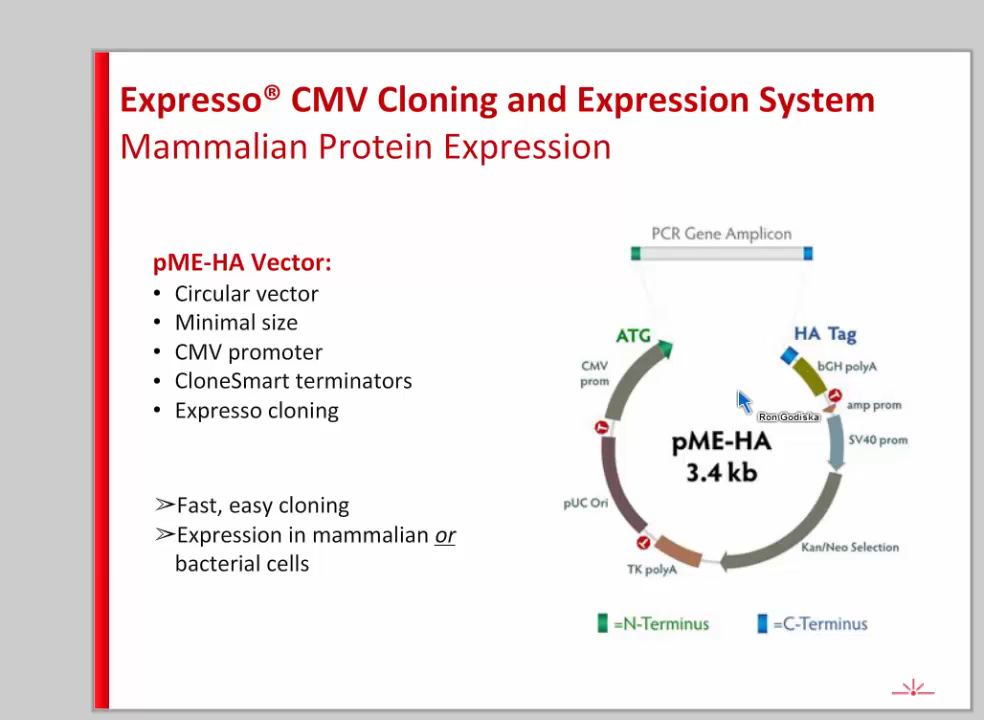 Expresso® CMV Cloning and Expression System
Mammalian Protein Expression
pME-HA Vector:
• Circular vector
• Minimal size
• CMV promoter
• CloneSmart terminators
• Expresso cloning
➢Fast, easy cloning
➢Expression in mammalian or
bacterial cells
PCR Gene Amplicon
ATG
HA Tag
CMV
prom
bGH polyA
amp prom
RonGodiska
SV40 prom
pME-HA
3.4 kb
pUC Ori
Kan/Neo Selection
TK polyA
=N-Terminus
=C-Terminus